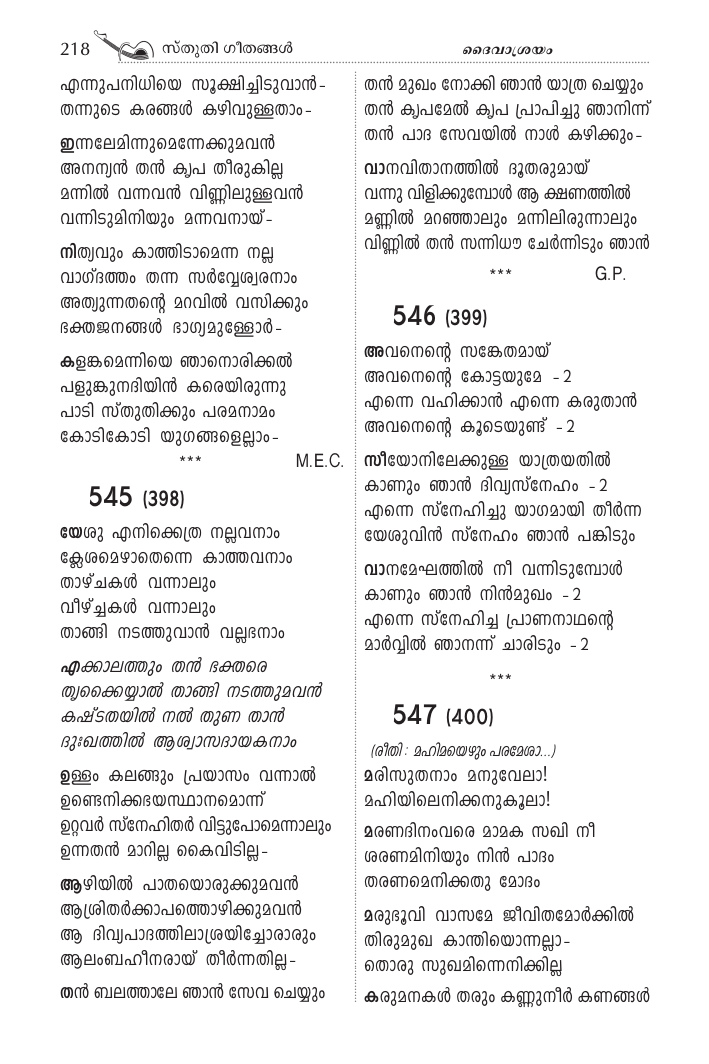 218 സ്തുതി ഗീതങ്ങൾ
ദൈവാശ്രയം
എന്നുപനിധിയെ സൂക്ഷിച്ചിടുവാൻ-
തന്നുടെ കരങ്ങൾ കഴിവുള്ളതാം-
ഇന്നലേമിന്നുമെന്നേക്കുമവൻ
അനന്യൻ തൻ കൃപ തീരുകില്ല
മന്നിൽ വന്നവൻ വിണ്ണിലുള്ളവൻ
വന്നിടുമിനിയും മന്നവനായ്-
നിത്യവും കാത്തിടാമെന്ന നല്ല
വാഗ്ദത്തം തന്ന സർവ്വേശ്വരനാം
അത്യുന്നതന്റെ മറവിൽ വസിക്കും
ഭക്തജനങ്ങൾ ഭാഗ്യമുള്ളോർ-
കളങ്കമെന്നിയെ ഞാനൊരിക്കൽ
പളുങ്കുനദിയിൻ കരെയിരുന്നു
പാടി സ്തുതിക്കും പരമനാമം
കോടികോടി യുഗങ്ങളെല്ലാം-
*** M.E.C.
545 (398)
യേശു എനിക്കെത്ര നല്ലവനാം
ക്ലേശമെഴാതെന്നെ കാത്തവനാം
താഴ്ചകൾ വന്നാലും
വീഴ്ച്ചകൾ വന്നാലും
താങ്ങി നടത്തുവാൻ വല്ലഭനാം
എക്കാലത്തും തൻ ഭക്തരെ
തൃക്കൈയ്യാൽ താങ്ങി നടത്തുമവൻ
കഷ്ടതയിൽ നൽ തുണ താൻ
ദുഃഖത്തിൽ ആശ്വാസദായകനാം
ഉള്ളം കലങ്ങും പ്രയാസം വന്നാൽ
ഉണ്ടെനിക്കഭയസ്ഥാനമൊന്ന്
ഉറ്റവർ സ്നേഹിതർ വിട്ടുപോമെന്നാലും
ഉന്നതൻ മാറില്ല കൈവിടില്ല-
ആഴിയിൽ പാതയൊരുക്കുമവൻ
ആശ്രിതർക്കാപത്തൊഴിക്കുമവൻ
ആ ദിവ്യപാദത്തിലാശ്രയിച്ചോരാരും
ആലംബഹീനരായ് തീർന്നതില്ല-
തൻ ബലത്താലേ ഞാൻ സേവ ചെയ്യും
തൻ മുഖം നോക്കി ഞാൻ യാത്ര ചെയ്യും
തൻ കൃപമേൽ കൃപ പ്രാപിച്ചു ഞാനിന്ന്
തൻ പാദ സേവയിൽ നാൾ കഴിക്കും-
വാനവിതാനത്തിൽ ദൂതരുമായ്
വന്നു വിളിക്കുമ്പോൾ ആ ക്ഷണത്തിൽ
മണ്ണിൽ മറഞ്ഞാലും മന്നിലിരുന്നാലും
വിണ്ണിൽ തൻ സന്നിധൗ ചേർന്നിടും ഞാൻ
*** G.P.
546 (399)
അവനെന്റെ സങ്കേതമായ്
അവനെന്റെ കോട്ടയുമേ -2
എന്നെ വഹിക്കാൻ എന്നെ കരുതാൻ
അവനെന്റെ കൂടെയുണ്ട് -2
സീയോനിലേക്കുള്ള യാത്രയതിൽ
കാണും ഞാൻ ദിവ്യസ്നേഹം -2
എന്നെ സ്നേഹിച്ചു യാഗമായി തീർന്ന
യേശുവിൻ സ്നേഹം ഞാൻ പങ്കിടും
വാനമേഘത്തിൽ നീ വന്നിടുമ്പോൾ
കാണും ഞാൻ നിൻമുഖം -2
എന്നെ സ്നേഹിച്ച പ്രാണനാഥന്റെ
മാർവ്വിൽ ഞാനന്ന് ചാരിടും -2
***
547 (400)
(രീതി : മഹിമയെഴും പരമേശാ...)
മരിസുതനാം മനുവേലാ!
മഹിയിലെനിക്കനുകൂലാ!
മരണദിനംവരെ മാമക സഖി നീ
ശരണമിനിയും നിൻ പാദം
തരണമെനിക്കതു മോദം
മരുഭൂവി വാസമേ ജീവിതമോർക്കിൽ
തിരുമുഖ കാന്തിയൊന്നല്ലാ-
തൊരു സുഖമിന്നെനിക്കില്ല
കരുമനകൾ തരും കണ്ണുനീർ കണങ്ങൾ